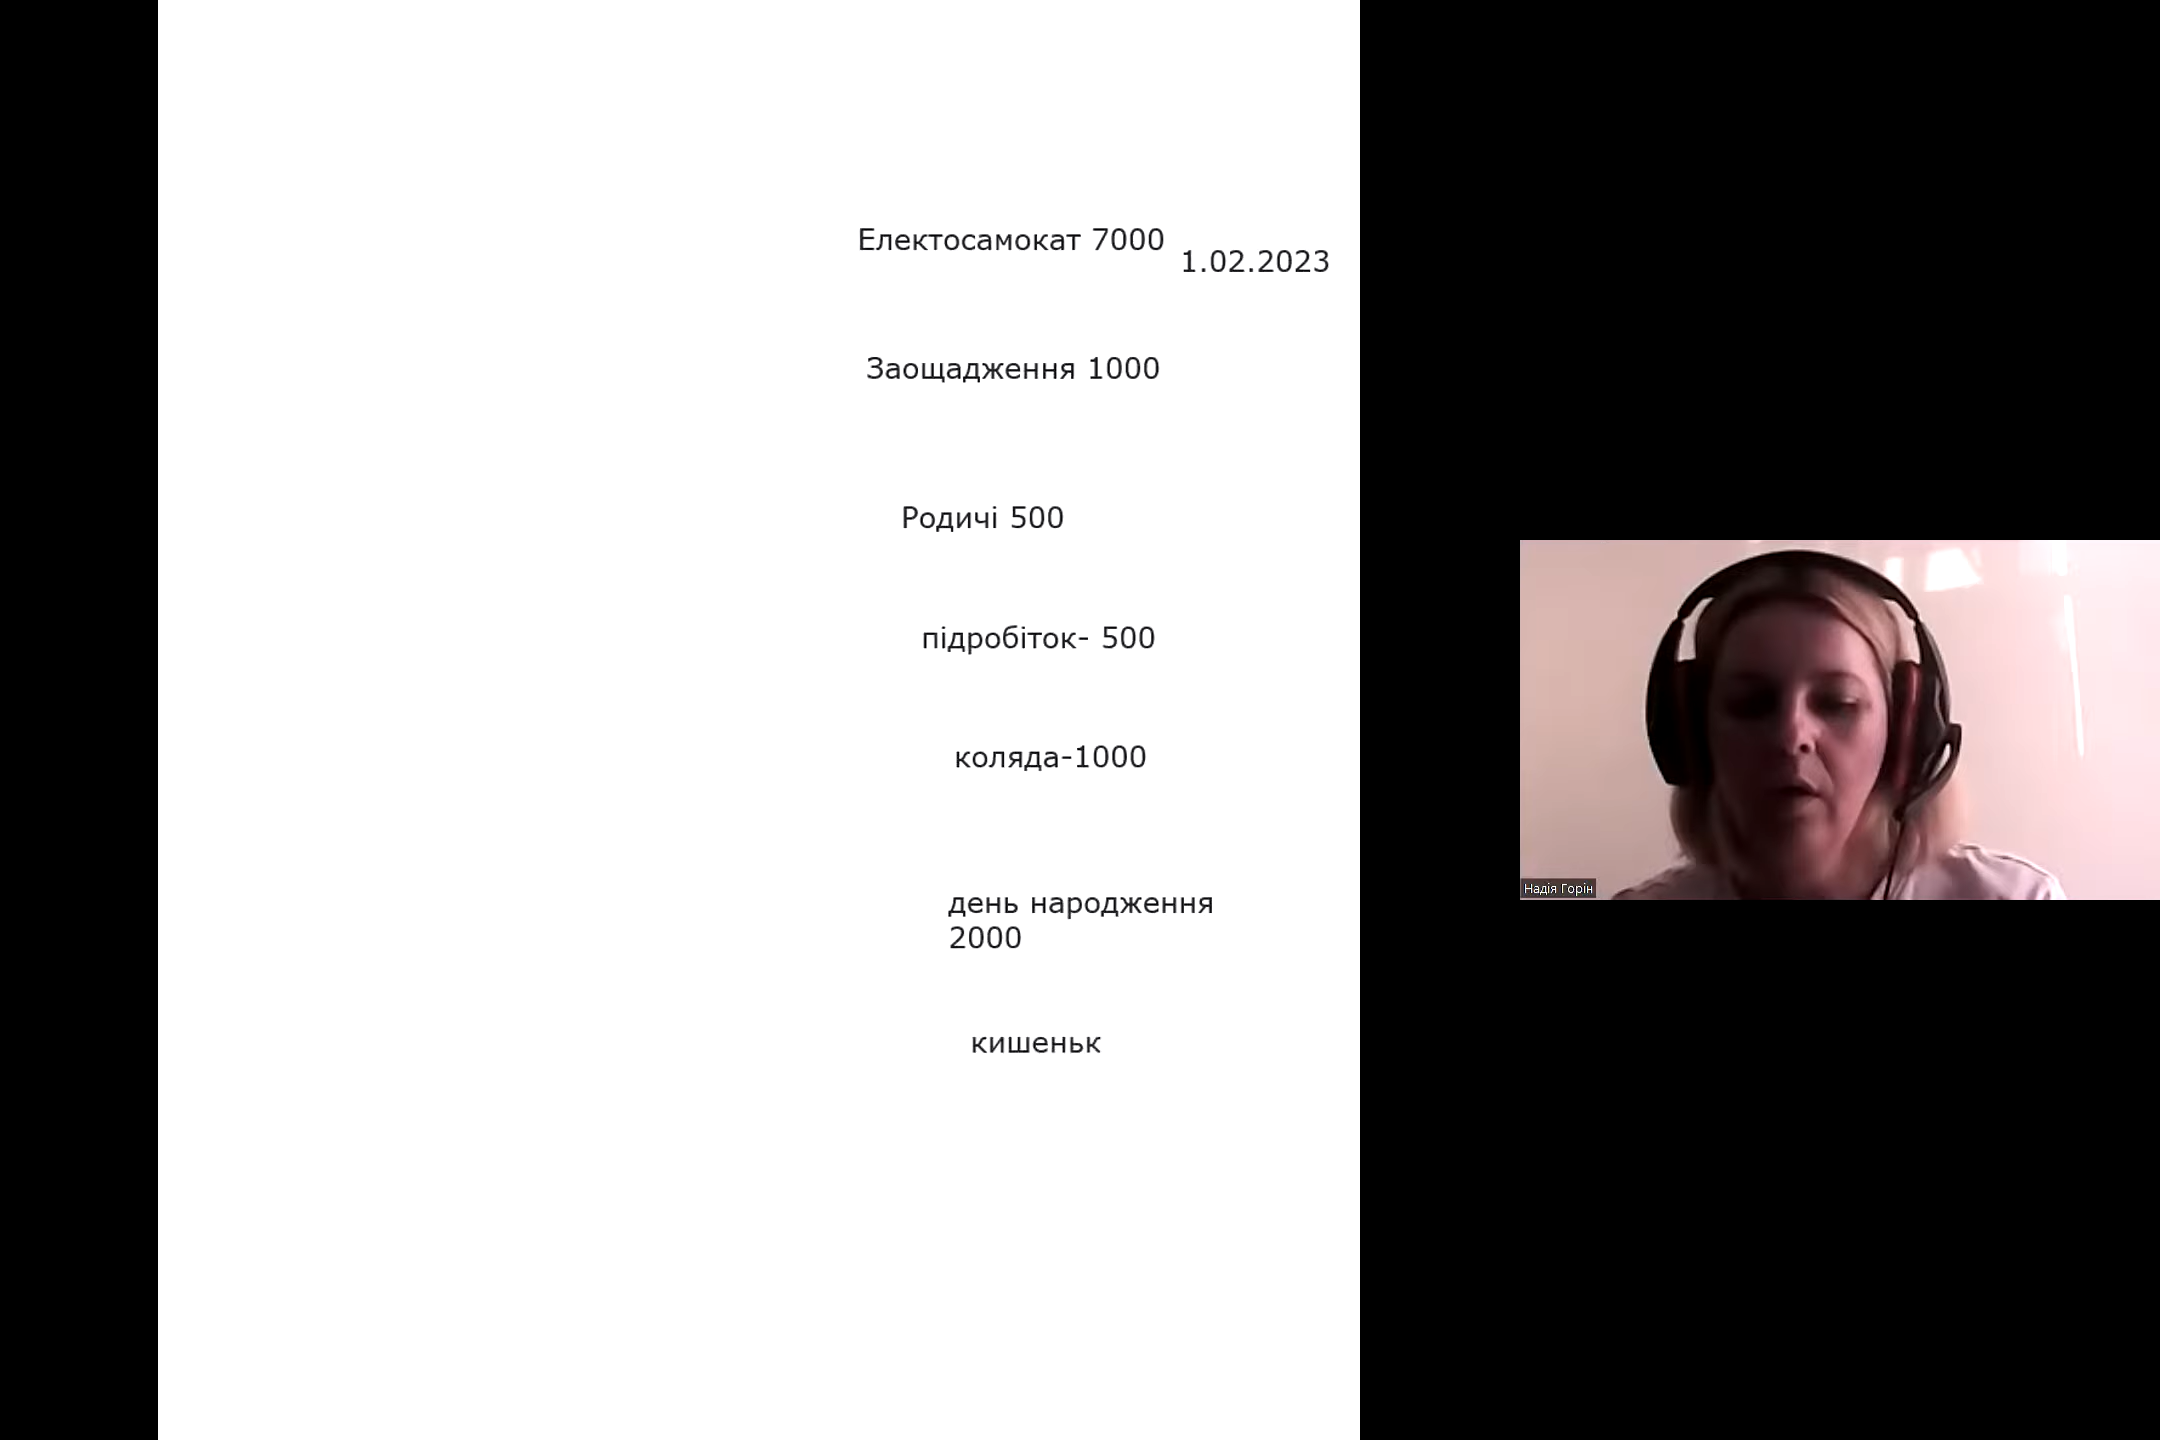 Електосамокат 7000
1.02.2023
Заощадження 1000
Родичі 500
підробіток- 500
коляда-1000
день народження
2000
кишеньк
Надія Горін